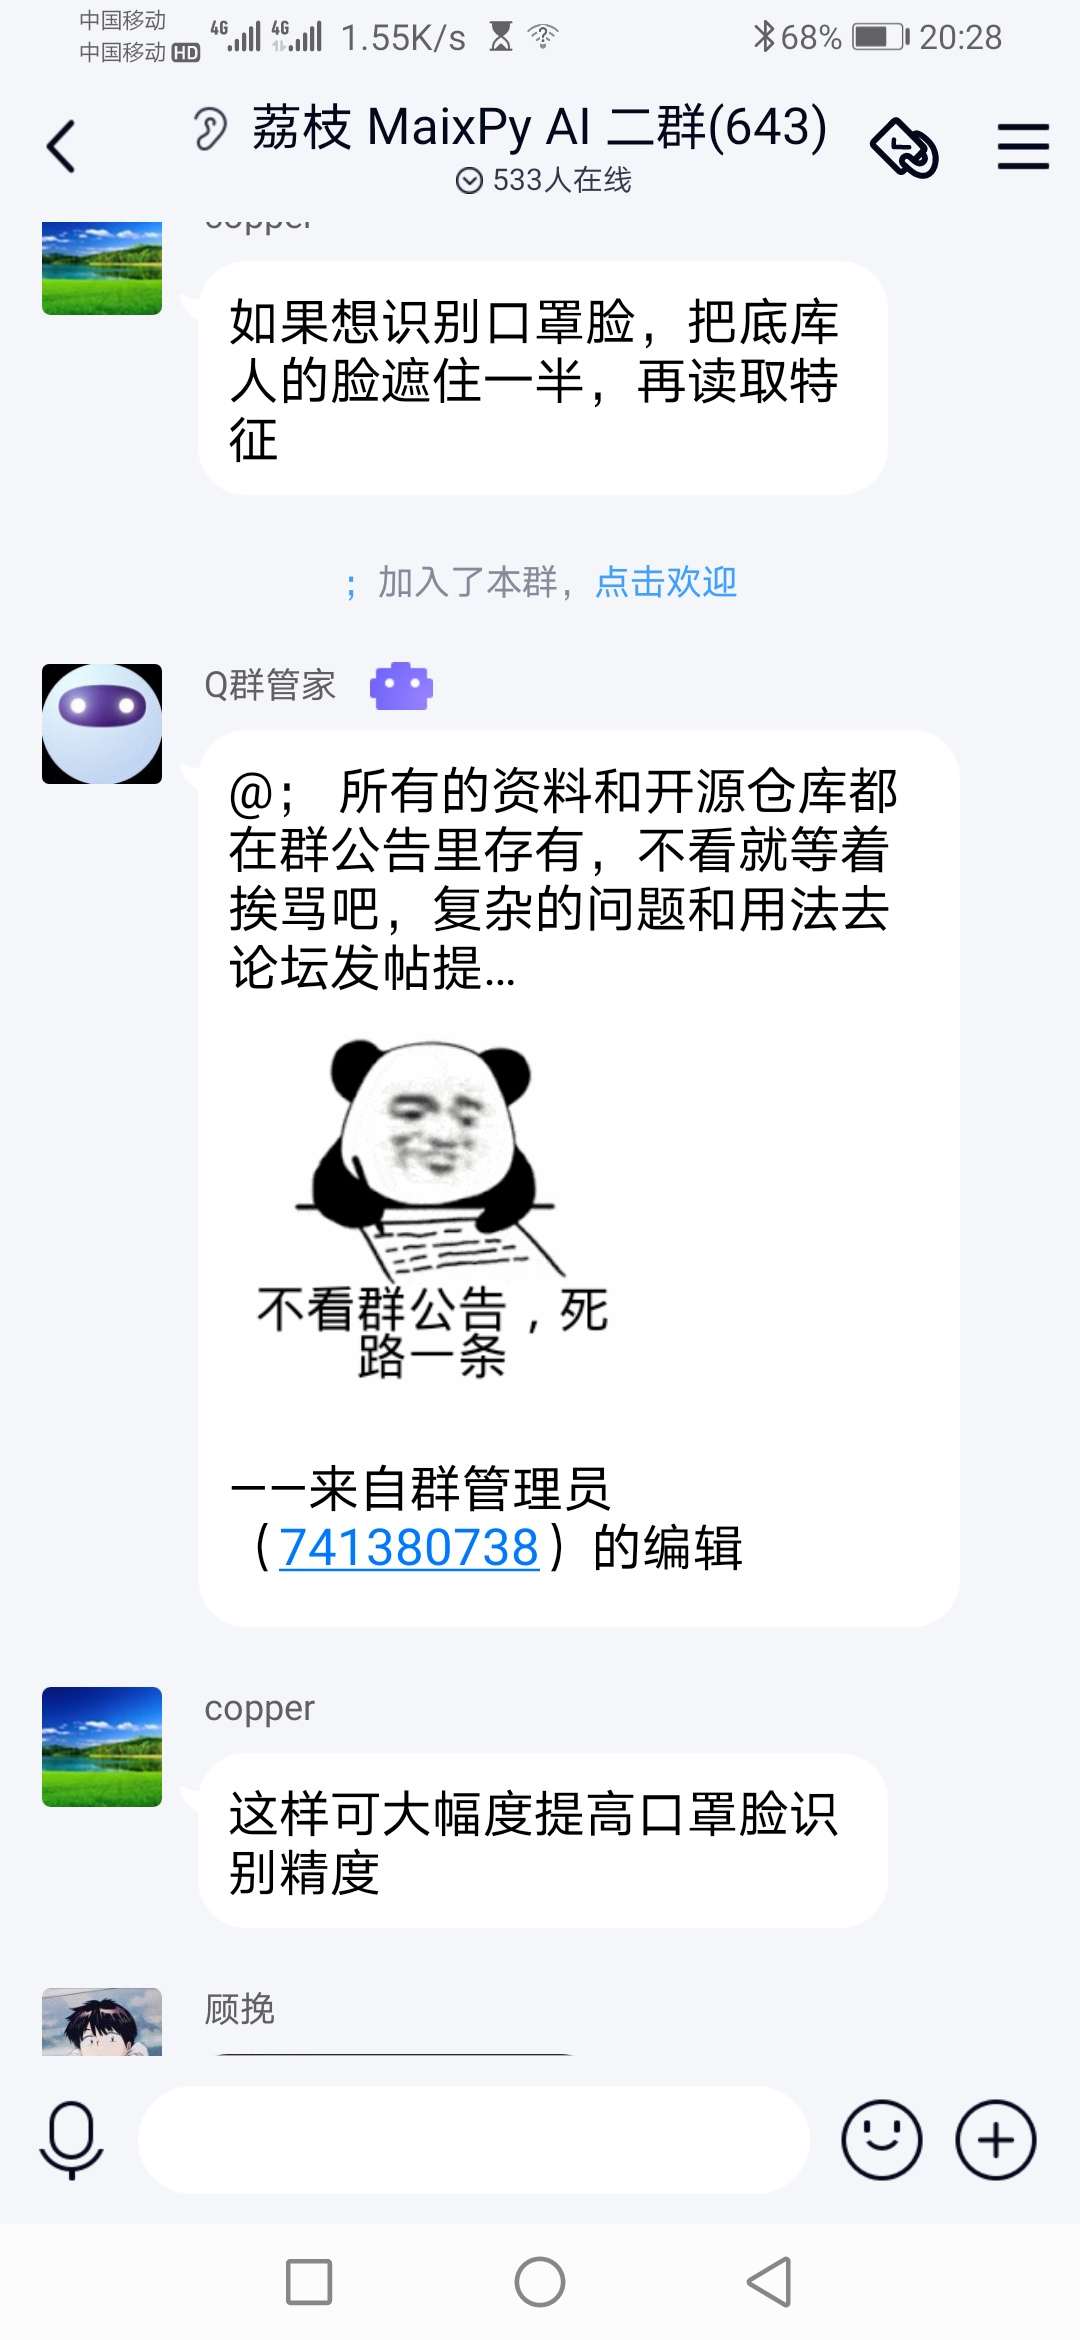 中国移动
中国移动 HD 4G 4G 1.55K/s 68% 20:28
荔枝 MaixPy AI 二群(643)
533人在线
copper
如果想识别口罩脸，把底库
人的脸遮住一半，再读取特
征
；加入了本群，点击欢迎
Q群管家
@； 所有的资料和开源仓库都
在群公告里存有，不看就等着
挨骂吧，复杂的问题和用法去
论坛发帖提...
不看群公告，死
路一条
——来自群管理员
（741380738）的编辑
copper
这样可大幅度提高口罩脸识
别精度
顾挽